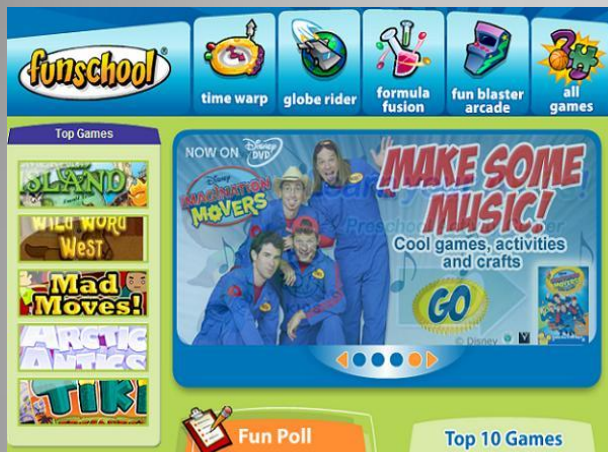 funschool®
time warp
globe rider
formula
fusion
fun blaster
arcade
all
games
Top Games
ISLAND
WILD WORD
WEST
Mad
Moves!
ARCTIC
ANTICS
TIKI
NOW ON Disney DVD
Disney
IMAGINATION
MOVERS
MAKE SOME
MUSIC!
Cool games, activities
and crafts
GO
© Disney
Fun Poll
Top 10 Games